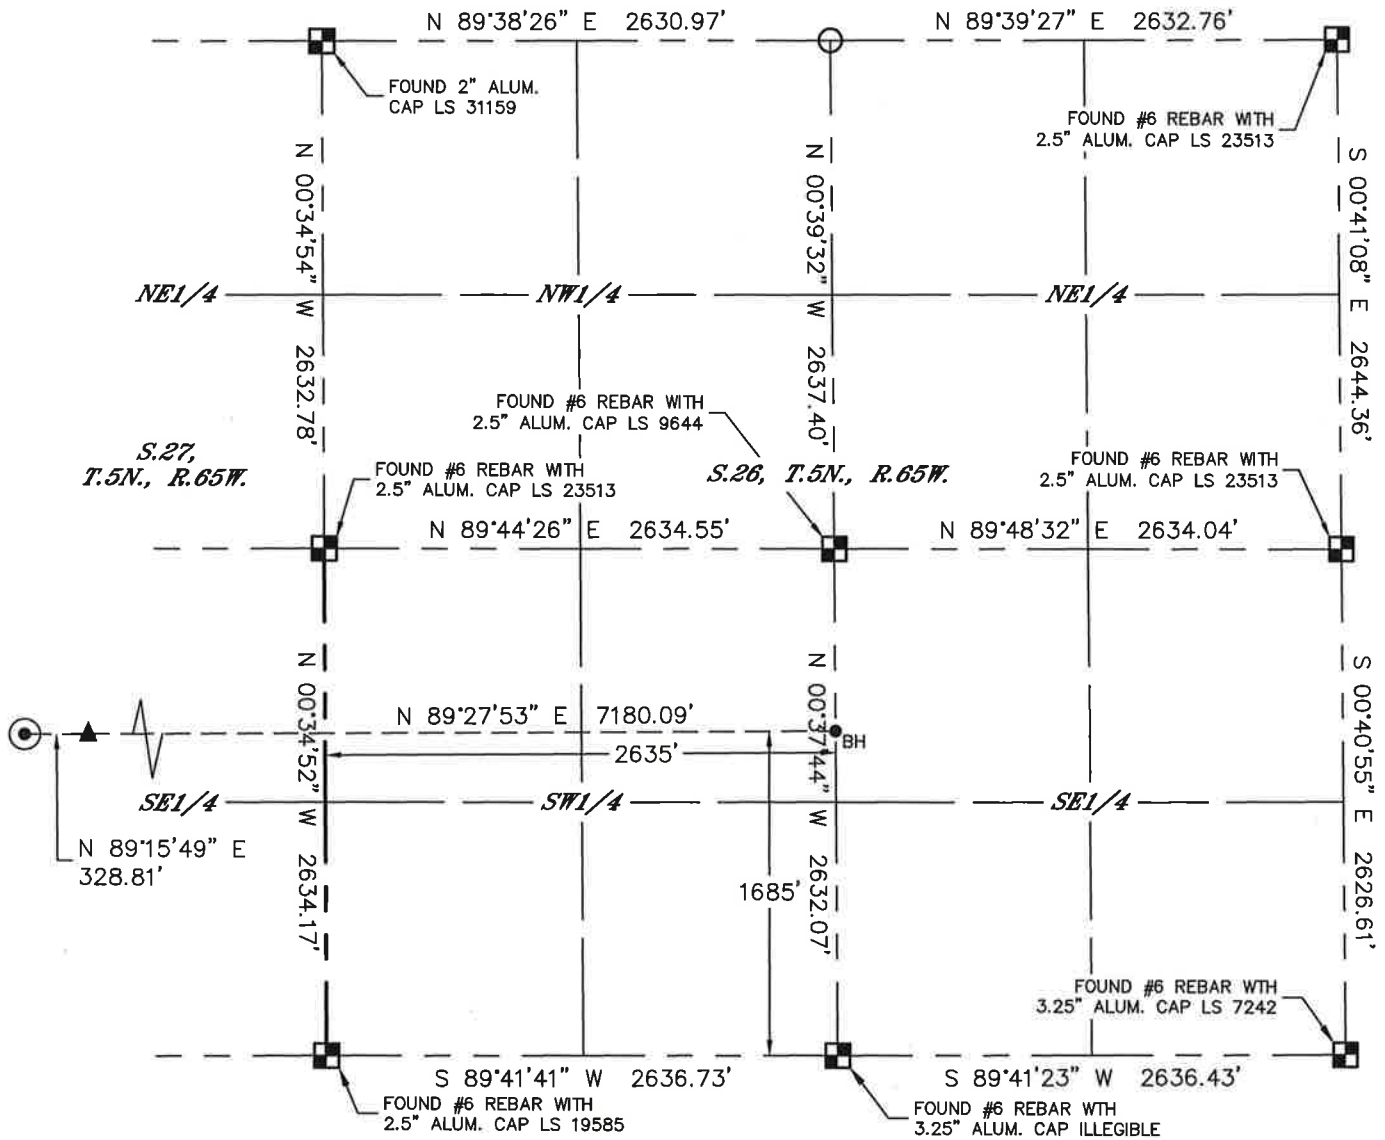 N 89°38'26" E 2630.97'
N 89°39'27" E 2632.76'
FOUND 2" ALUM.
CAP LS 31159
FOUND #6 REBAR WITH
2.5" ALUM. CAP LS 23513
N 00°34'54" W 2632.78'
N 00°39'32" W 2637.40'
S 00°41'08" E 2644.36'
NE1/4
NW1/4
NE1/4
FOUND #6 REBAR WITH
2.5" ALUM. CAP LS 9644
S.27,
T.5N., R.65W.
FOUND #6 REBAR WITH
2.5" ALUM. CAP LS 23513
S.26, T.5N., R.65W.
FOUND #6 REBAR WITH
2.5" ALUM. CAP LS 23513
N 89°44'26" E 2634.55'
N 89°48'32" E 2634.04'
N 00°34'52" W 2634.17'
N 00°37'44" W 2632.07'
S 00°40'55" E 2626.61'
N 89°27'53" E 7180.09'
BH
2635'
SE1/4
SW1/4
SE1/4
N 89°15'49" E
328.81'
1685'
FOUND #6 REBAR WTH
3.25" ALUM. CAP LS 7242
S 89°41'41" W 2636.73'
S 89°41'23" W 2636.43'
FOUND #6 REBAR WITH
2.5" ALUM. CAP LS 19585
FOUND #6 REBAR WTH
3.25" ALUM. CAP ILLEGIBLE